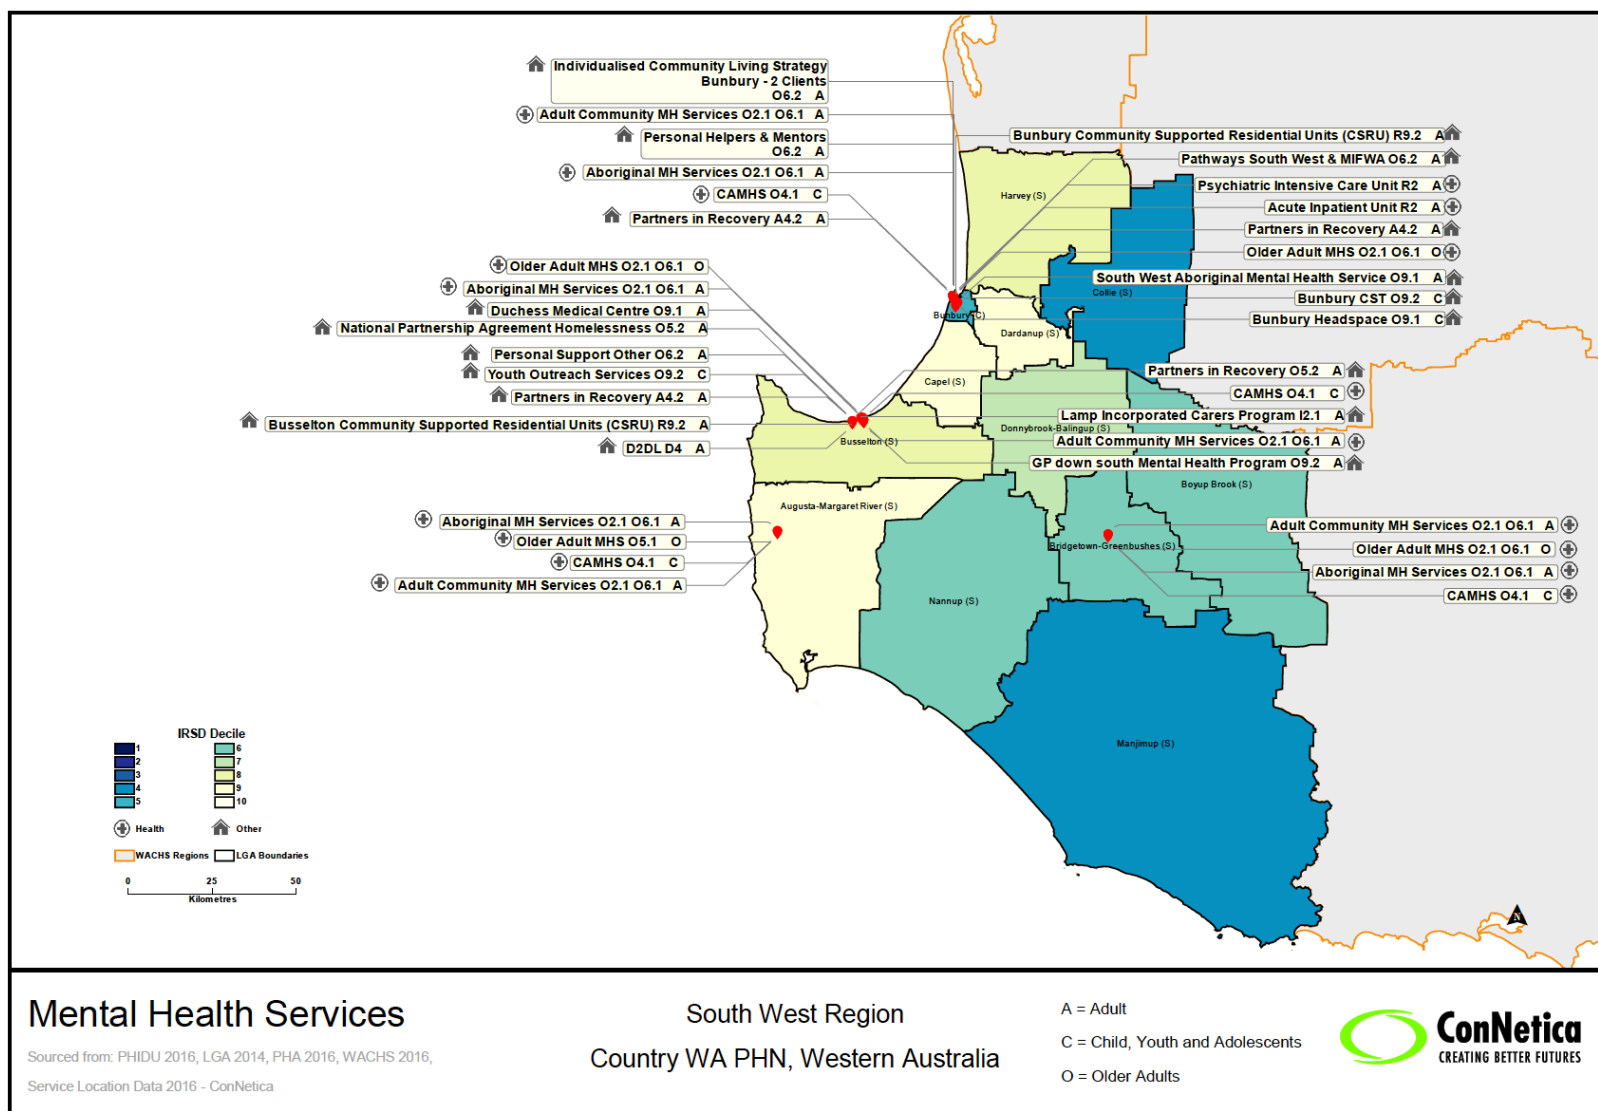 Individualised Community Living Strategy
Bunbury - 2 Clients
O6.2 A
Adult Community MH Services O2.1 O6.1 A
Personal Helpers & Mentors
O6.2 A
Aboriginal MH Services O2.1 O6.1 A
CAMHS O4.1 C
Partners in Recovery A4.2 A
Older Adult MHS O2.1 O6.1 O
Aboriginal MH Services O2.1 O6.1 A
Duchess Medical Centre O9.1 A
National Partnership Agreement Homelessness O5.2 A
Personal Support Other O6.2 A
Youth Outreach Services O9.2 C
Partners in Recovery A4.2 A
Busselton Community Supported Residential Units (CSRU) R9.2 A
D2DL D4 A
Aboriginal MH Services O2.1 O6.1 A
Older Adult MHS O5.1 O
CAMHS O4.1 C
Adult Community MH Services O2.1 O6.1 A
Bunbury Community Supported Residential Units (CSRU) R9.2 A
Pathways South West & MIFWA O6.2 A
Psychiatric Intensive Care Unit R2 A
Acute Inpatient Unit R2 A
Partners in Recovery A4.2 A
Older Adult MHS O2.1 O6.1 O
South West Aboriginal Mental Health Service O9.1 A
Bunbury CST O9.2 C
Bunbury Headspace O9.1 C
Partners in Recovery O5.2 A
CAMHS O4.1 C
Lamp Incorporated Carers Program I2.1 A
Adult Community MH Services O2.1 O6.1 A
GP down south Mental Health Program O9.2 A
Adult Community MH Services O2.1 O6.1 A
Older Adult MHS O2.1 O6.1 O
Aboriginal MH Services O2.1 O6.1 A
CAMHS O4.1 C
Harvey (S)
Collie (S)
Bunbury (C)
Dardanup (S)
Capel (S)
Donnybrook-Balingup (S)
Busselton (S)
Boyup Brook (S)
Augusta-Margaret River (S)
Bridgetown-Greenbushes (S)
Nannup (S)
Manjimup (S)
IRSD Decile
1
2
3
4
5
6
7
8
9
10
Health
Other
WACHS Regions
LGA Boundaries
0 25 50
Kilometres
N
Mental Health Services
Sourced from: PHIDU 2016, LGA 2014, PHA 2016, WACHS 2016,
Service Location Data 2016 - ConNetica
South West Region
Country WA PHN, Western Australia
A = Adult
C = Child, Youth and Adolescents
O = Older Adults
ConNetica
CREATING BETTER FUTURES